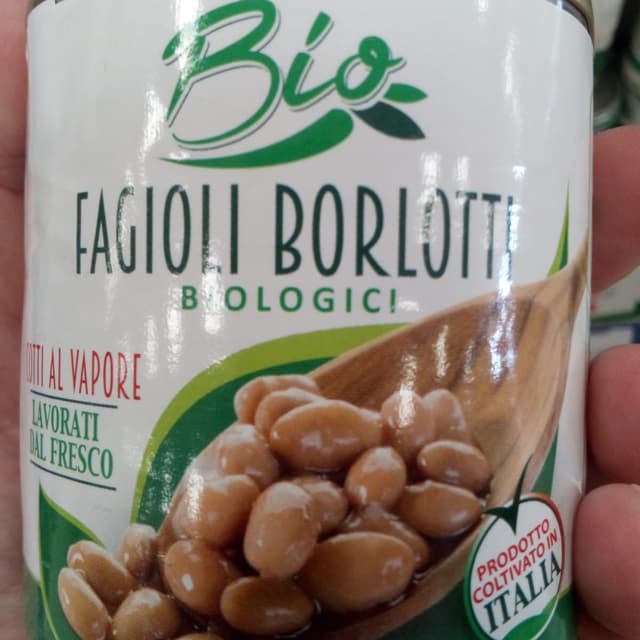 Bio
FAGIOLI BORLOTTI
BIOLOGICI
OTTI AL VAPORE
LAVORATI
DAL FRESCO
PRODOTTO
COLTIVATO IN
ITALIA